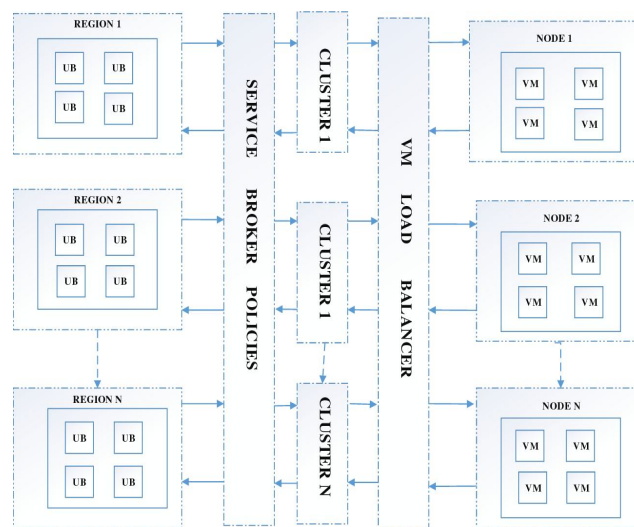 REGION 1
UB UB
UB UB
REGION 2
UB UB
UB UB
REGION N
UB UB
UB UB
SERVICE BROKER POLICIES
CLUSTER 1
CLUSTER 1
CLUSTER N
VM LOAD BALANCER
NODE 1
VM VM
VM VM
NODE 2
VM VM
VM VM
NODE N
VM VM
VM VM